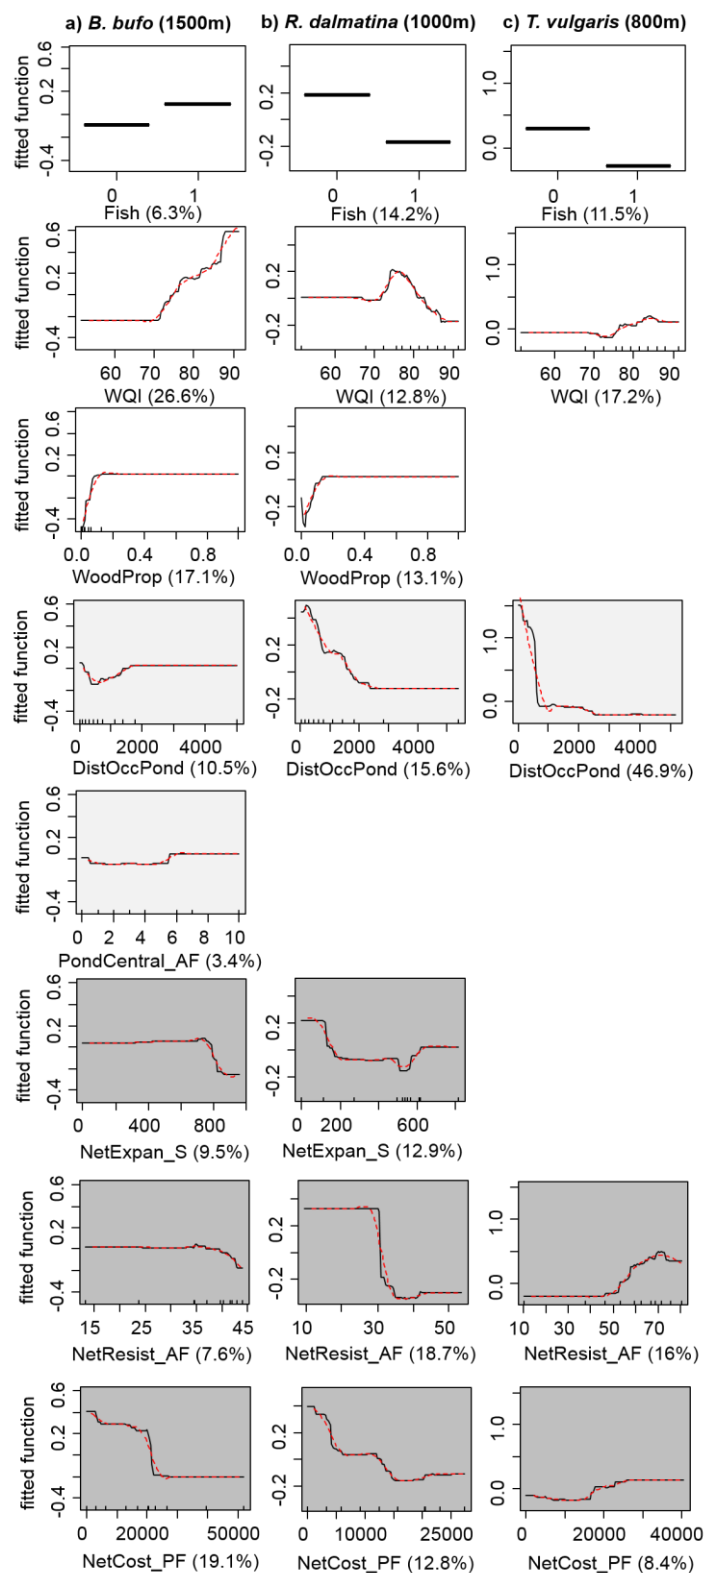 a) B. bufo (1500m) b) R. dalmatina (1000m) c) T. vulgaris (800m)
fitted function
-0.4 0.2 0.6
-0.2 0.2
0.0 1.0
0 1 0 1 0 1
Fish (6.3%) Fish (14.2%) Fish (11.5%)
fitted function
-0.4 0.2 0.6
-0.2 0.2
0.0 1.0
60 70 80 90 60 70 80 90 60 70 80 90
WQI (26.6%) WQI (12.8%) WQI (17.2%)
fitted function
-0.4 0.2 0.6
-0.2 0.2
0.0 0.4 0.8 0.0 0.4 0.8
WoodProp (17.1%) WoodProp (13.1%)
fitted function
-0.4 0.2 0.6
-0.2 0.2
0.0 1.0
0 2000 4000 0 2000 4000 0 2000 4000
DistOccPond (10.5%) DistOccPond (15.6%) DistOccPond (46.9%)
fitted function
-0.4 0.2 0.6
0 2 4 6 8 10
PondCentral_AF (3.4%)
fitted function
-0.4 0.2 0.6
-0.2 0.2
0 400 800 0 200 600
NetExpan_S (9.5%) NetExpan_S (12.9%)
fitted function
-0.4 0.2 0.6
-0.2 0.2
0.0 1.0
15 25 35 45 10 30 50 10 30 50 70
NetResist_AF (7.6%) NetResist_AF (18.7%) NetResist_AF (16%)
fitted function
-0.4 0.2 0.6
-0.2 0.2
0.0 1.0
0 20000 50000 0 10000 25000 0 20000 40000
NetCost_PF (19.1%) NetCost_PF (12.8%) NetCost_PF (8.4%)